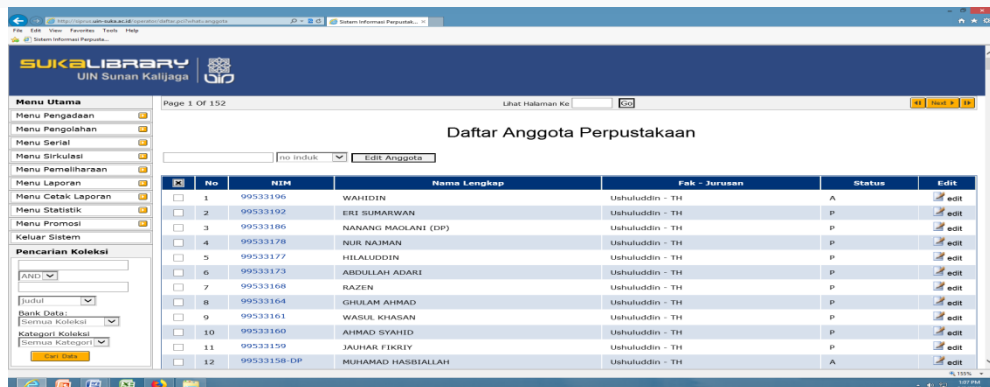 Sistem Informasi Perpustak...
File Edit View Favorites Tools Help
Sistem Informasi Perpusta...
SUKALIBRARY
UIN Sunan Kalijaga
Menu Utama
Menu Pengadaan
Menu Pengolahan
Menu Serial
Menu Sirkulasi
Menu Pemeliharaan
Menu Laporan
Menu Cetak Laporan
Menu Statistik
Menu Promosi
Keluar Sistem
Pencarian Koleksi
AND
judul
Bank Data:
Semua Koleksi
Kategori Koleksi
Semua Kategori
Cari Data
Page 1 Of 152 Lihat Halaman Ke Go Next
Daftar Anggota Perpustakaan
no induk Edit Anggota
No NIM Nama Lengkap Fak - Jurusan Status Edit
1 99533196 WAHIDIN Ushuluddin - TH A edit
2 99533192 ERI SUMARWAN Ushuluddin - TH P edit
3 99533186 NANANG MAOLANI (DP) Ushuluddin - TH P edit
4 99533178 NUR NAJMAN Ushuluddin - TH P edit
5 99533177 HILALUDDIN Ushuluddin - TH P edit
6 99533173 ABDULLAH ADARI Ushuluddin - TH P edit
7 99533168 RAZEN Ushuluddin - TH P edit
8 99533164 GHULAM AHMAD Ushuluddin - TH P edit
9 99533161 WASUL KHASAN Ushuluddin - TH P edit
10 99533160 AHMAD SYAHID Ushuluddin - TH P edit
11 99533159 JAUHAR FIKRIY Ushuluddin - TH P edit
12 99533158-DP MUHAMAD HASBIALLAH Ushuluddin - TH A edit
1:07 PM